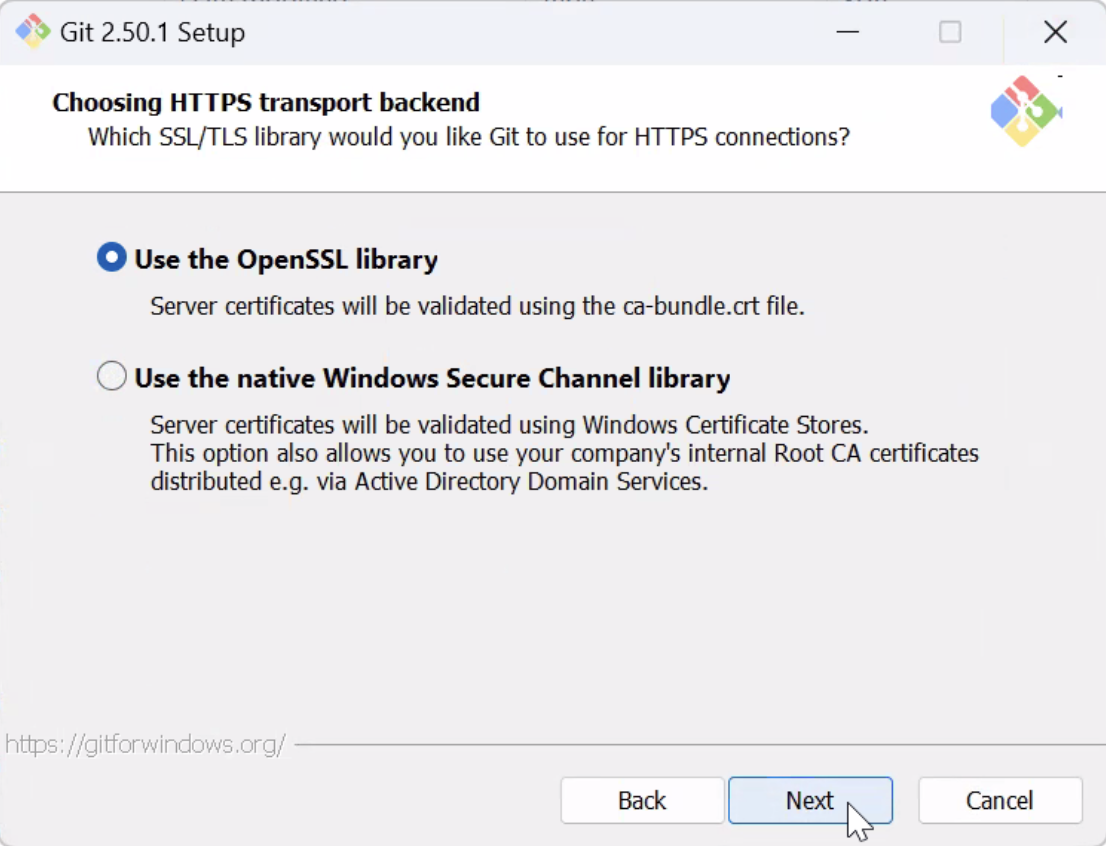 Git 2.50.1 Setup
Choosing HTTPS transport backend
Which SSL/TLS library would you like Git to use for HTTPS connections?
Use the OpenSSL library
Server certificates will be validated using the ca-bundle.crt file.
Use the native Windows Secure Channel library
Server certificates will be validated using Windows Certificate Stores.
This option also allows you to use your company's internal Root CA certificates
distributed e.g. via Active Directory Domain Services.
https://gitforwindows.org/
Back
Next
Cancel